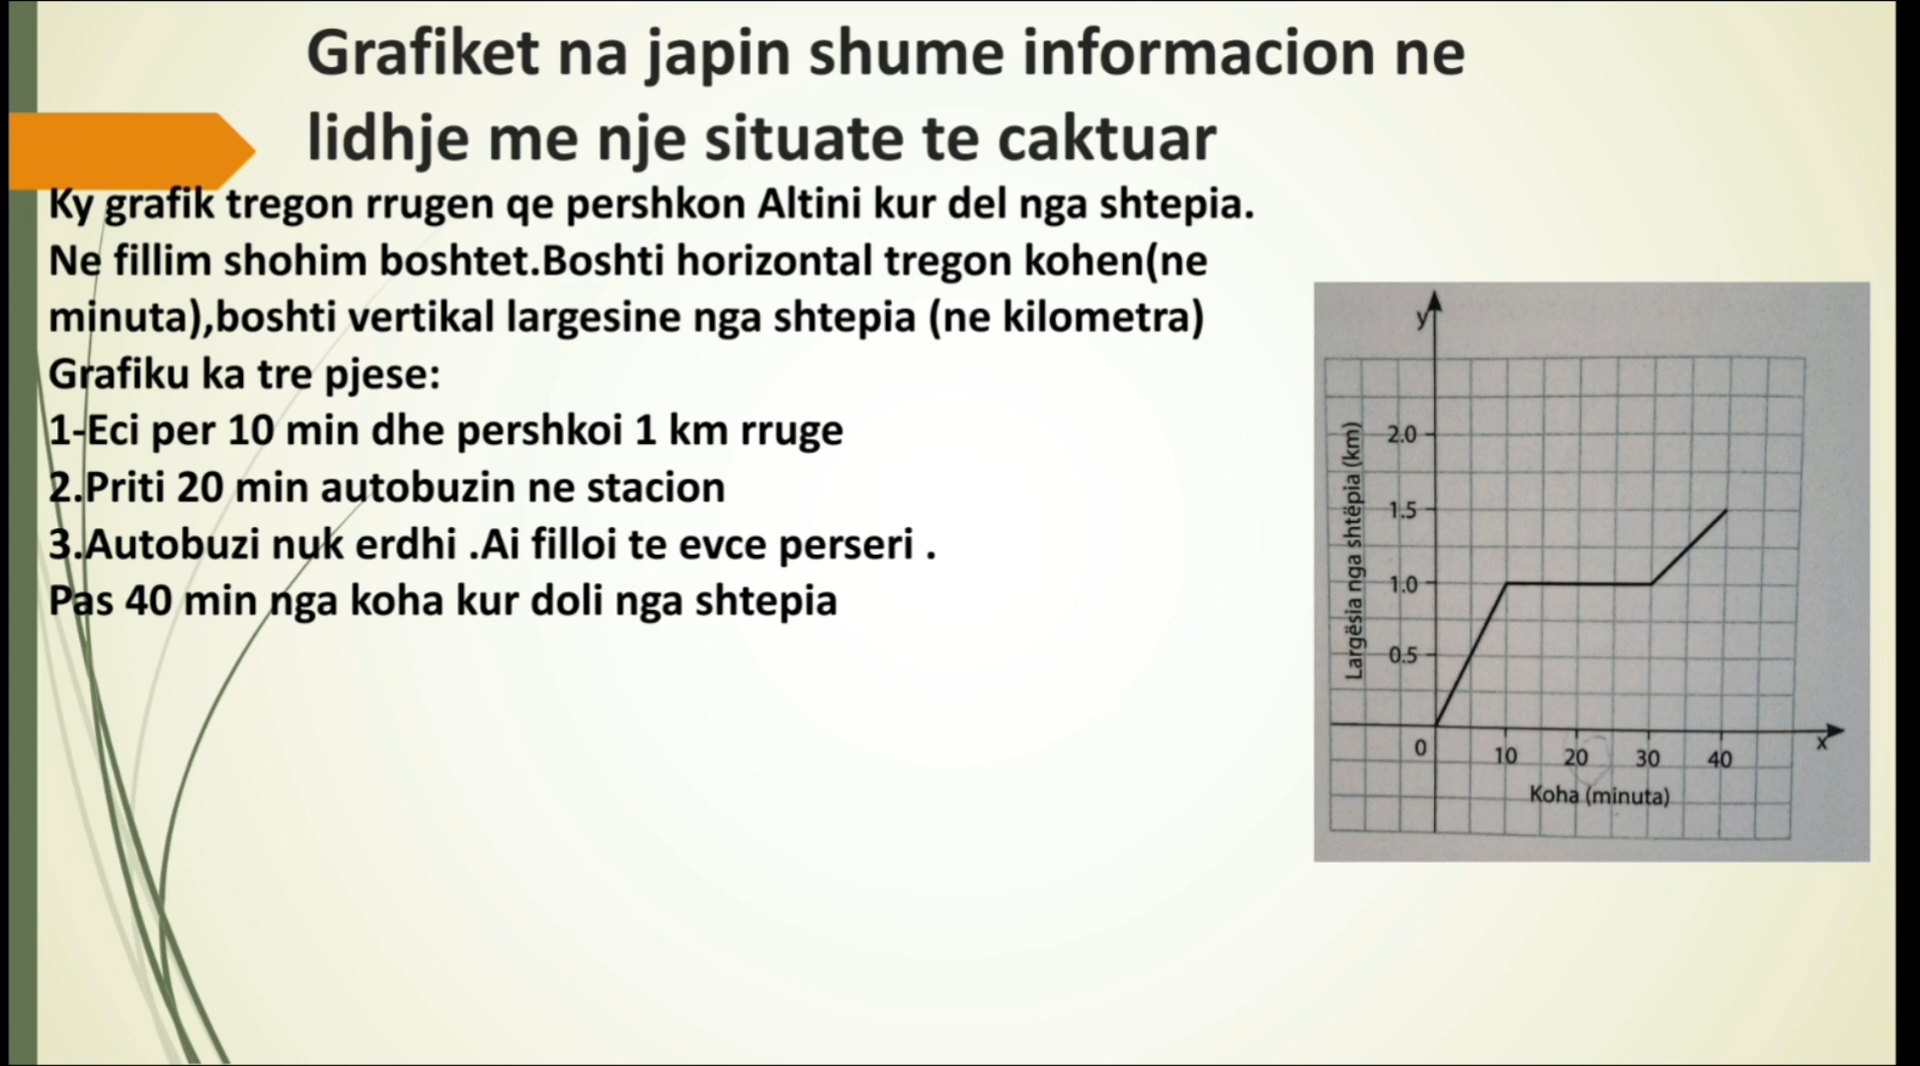 Grafiket na japin shume informacion ne
lidhje me nje situate te caktuar
Ky grafik tregon rrugen qe pershkon Altini kur del nga shtepia.
Ne fillim shohim boshtet.Boshti horizontal tregon kohen(ne
minuta),boshti vertikal largesine nga shtepia (ne kilometra)
Grafiku ka tre pjese:
1-Eci per 10 min dhe pershkoi 1 km rruge
2.Priti 20 min autobuzin ne stacion
3.Autobuzi nuk erdhi .Ai filloi te evce perseri .
Pas 40 min nga koha kur doli nga shtepia
y
Largësia nga shtëpia (km)
2.0
1.5
1.0
0.5
0
10 20 30 40
x
Koha (minuta)